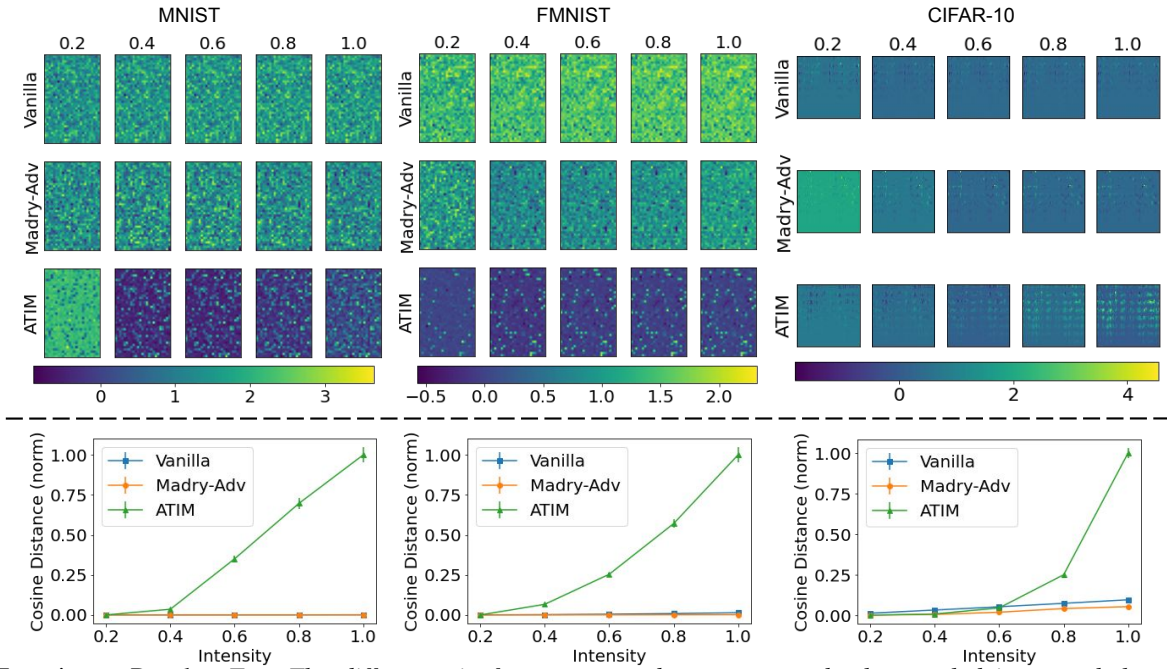 MNIST
FMNIST
CIFAR-10
0.2 0.4 0.6 0.8 1.0
0.2 0.4 0.6 0.8 1.0
0.2 0.4 0.6 0.8 1.0
Vanilla
Madry-Adv
ATIM
Vanilla
Madry-Adv
ATIM
Vanilla
Madry-Adv
ATIM
0 1 2 3
−0.5 0.0 0.5 1.0 1.5 2.0
0 2 4
Cosine Distance (norm)
1.00
0.75
0.50
0.25
0.00
Vanilla
Madry-Adv
ATIM
0.2 0.4 0.6 0.8 1.0
Intensity
Cosine Distance (norm)
1.00
0.75
0.50
0.25
0.00
Vanilla
Madry-Adv
ATIM
0.2 0.4 0.6 0.8 1.0
Intensity
Cosine Distance (norm)
1.00
0.75
0.50
0.25
0.00
Vanilla
Madry-Adv
ATIM
0.2 0.4 0.6 0.8 1.0
Intensity